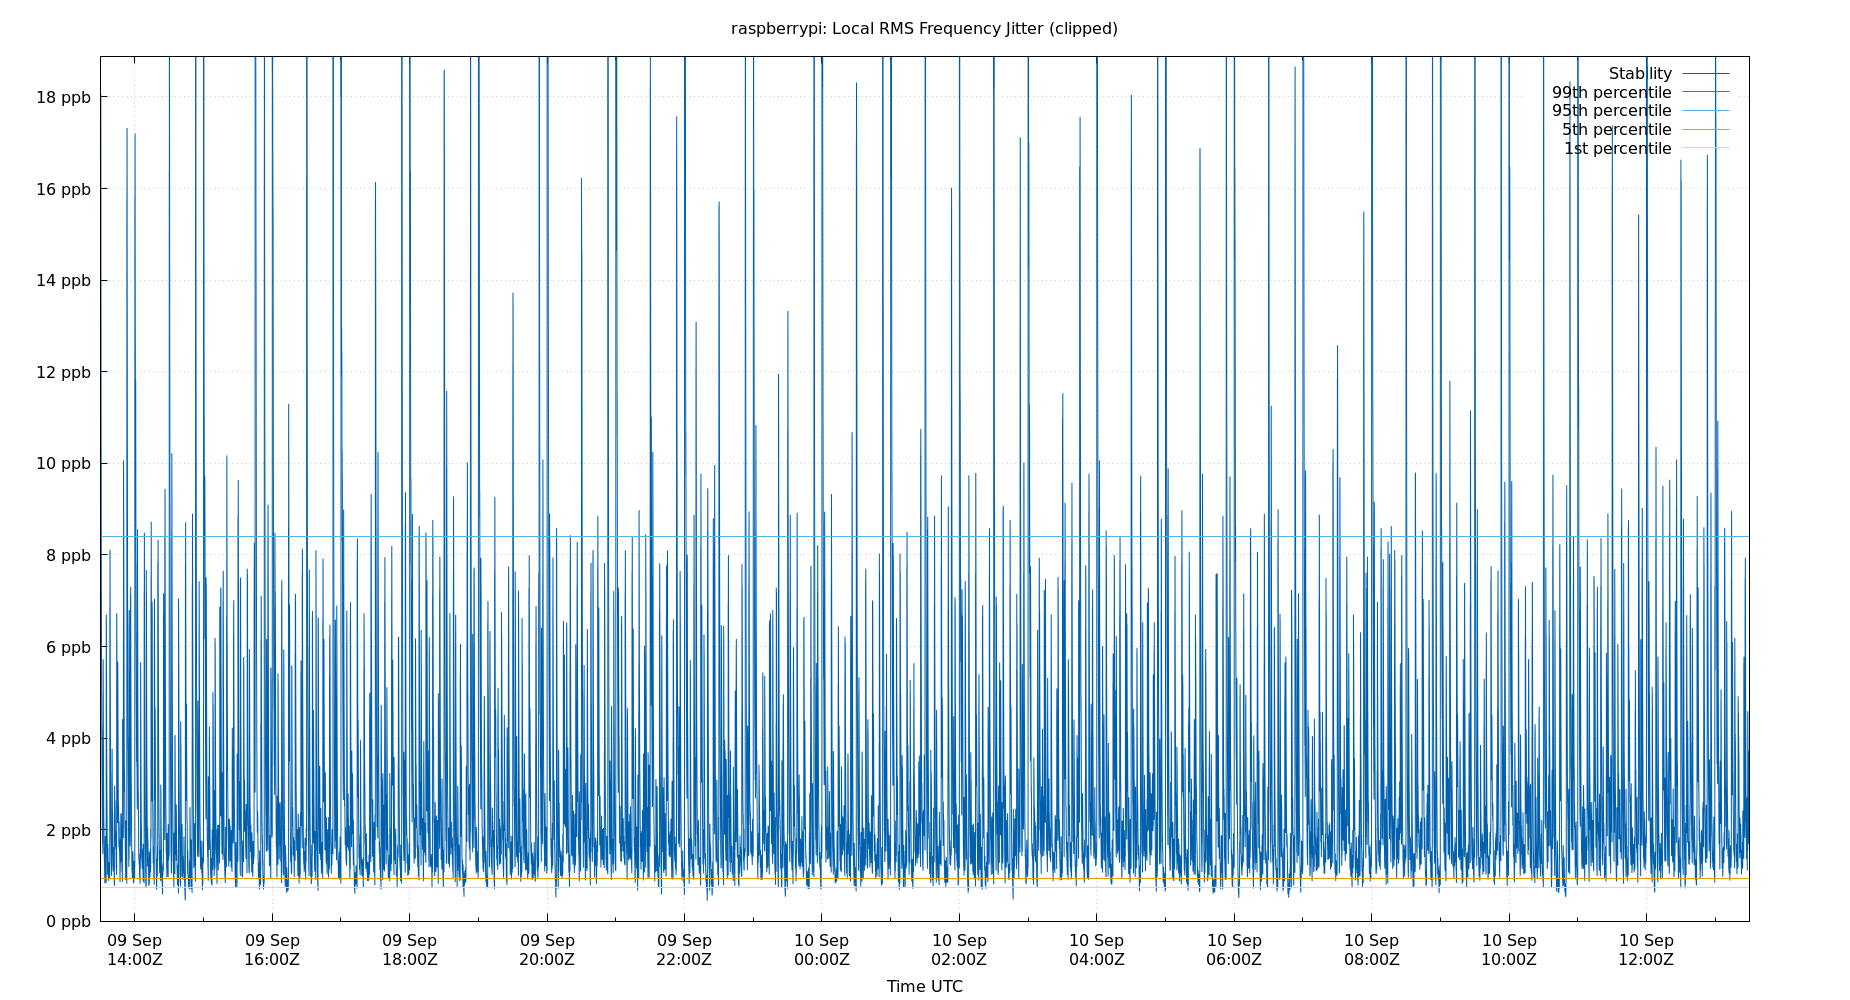 raspberrypi: Local RMS Frequency Jitter (clipped)
Stability
99th percentile
95th percentile
5th percentile
1st percentile
18 ppb
16 ppb
14 ppb
12 ppb
10 ppb
8 ppb
6 ppb
4 ppb
2 ppb
0 ppb
09 Sep 09 Sep 09 Sep 09 Sep 09 Sep 10 Sep 10 Sep 10 Sep 10 Sep 10 Sep 10 Sep 10 Sep
14:00Z 16:00Z 18:00Z 20:00Z 22:00Z 00:00Z 02:00Z 04:00Z 06:00Z 08:00Z 10:00Z 12:00Z
Time UTC